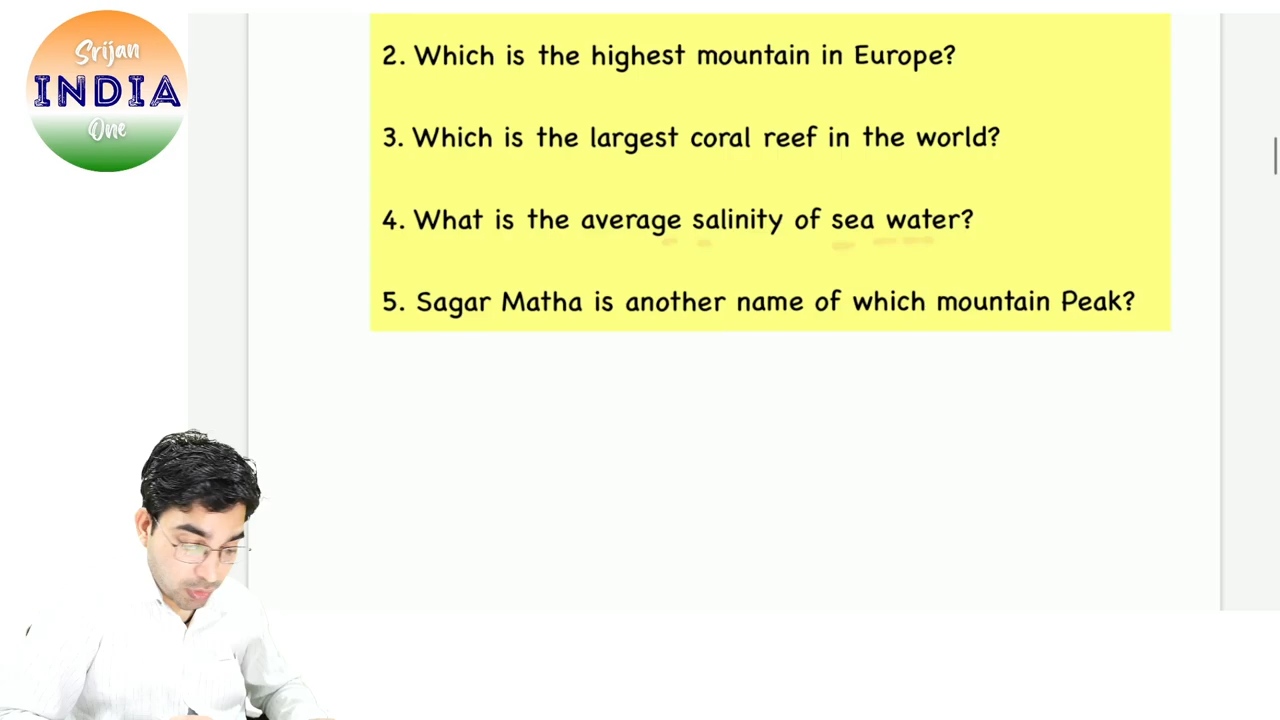 Srijan
INDIA
One
2. Which is the highest mountain in Europe?
3. Which is the largest coral reef in the world?
4. What is the average salinity of sea water?
5. Sagar Matha is another name of which mountain Peak?